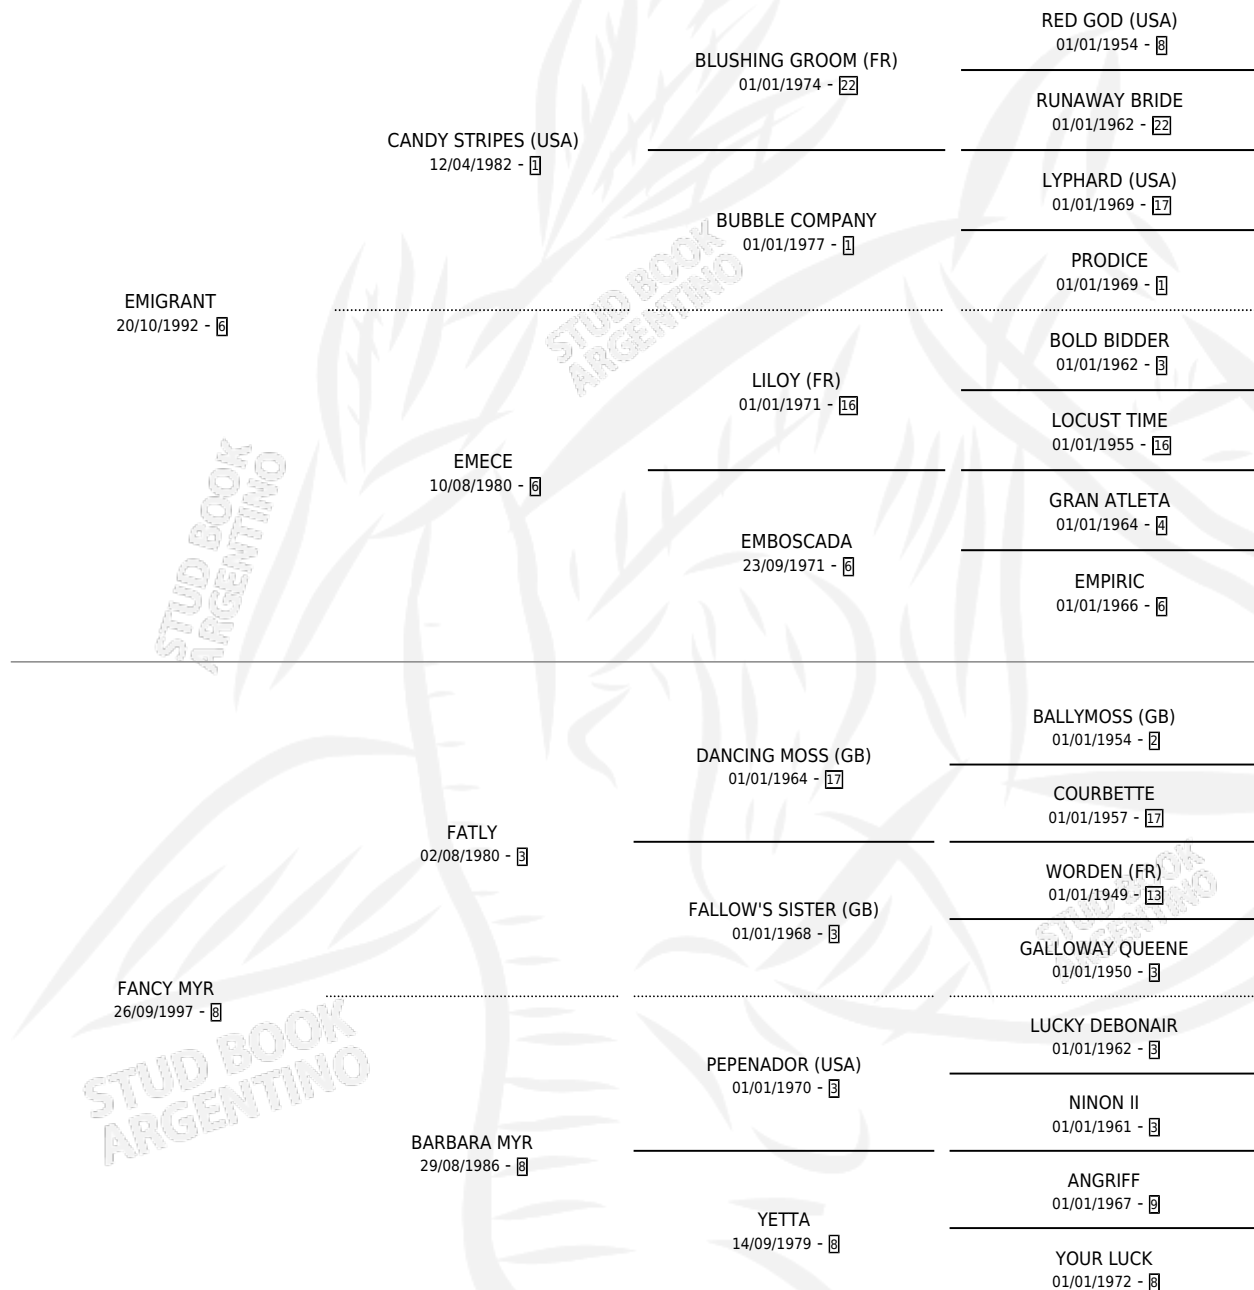 RED GOD (USA)
01/01/1954 - 8
BLUSHING GROOM (FR)
01/01/1974 - 22
RUNAWAY BRIDE
01/01/1962 - 22
CANDY STRIPES (USA)
12/04/1982 - 1
LYPHARD (USA)
01/01/1969 - 17
BUBBLE COMPANY
01/01/1977 - 1
PRODICE
01/01/1969 - 1
EMIGRANT
20/10/1992 - 6
STUD BOOK
ARGENTINO
BOLD BIDDER
01/01/1962 - 3
LILOY (FR)
01/01/1971 - 16
LOCUST TIME
01/01/1955 - 16
EMECE
10/08/1980 - 6
GRAN ATLETA
01/01/1964 - 4
EMBOSCADA
23/09/1971 - 6
EMPIRIC
01/01/1966 - 6
STUD BOOK
ARGENTINO
BALLYMOSS (GB)
01/01/1954 - 2
DANCING MOSS (GB)
01/01/1964 - 17
COURBETTE
01/01/1957 - 17
FATLY
02/08/1980 - 3
WORDEN (FR)
01/01/1949 - 13
STUD BOOK
ARGENTINO
FALLOW'S SISTER (GB)
01/01/1968 - 3
GALLOWAY QUEENE
01/01/1950 - 3
FANCY MYR
26/09/1997 - 8
STUD BOOK
ARGENTINO
LUCKY DEBONAIR
01/01/1962 - 3
PEPENADOR (USA)
01/01/1970 - 3
NINON II
01/01/1961 - 3
BARBARA MYR
29/08/1986 - 8
ANGRIFF
01/01/1967 - 9
YETTA
14/09/1979 - 8
YOUR LUCK
01/01/1972 - 8